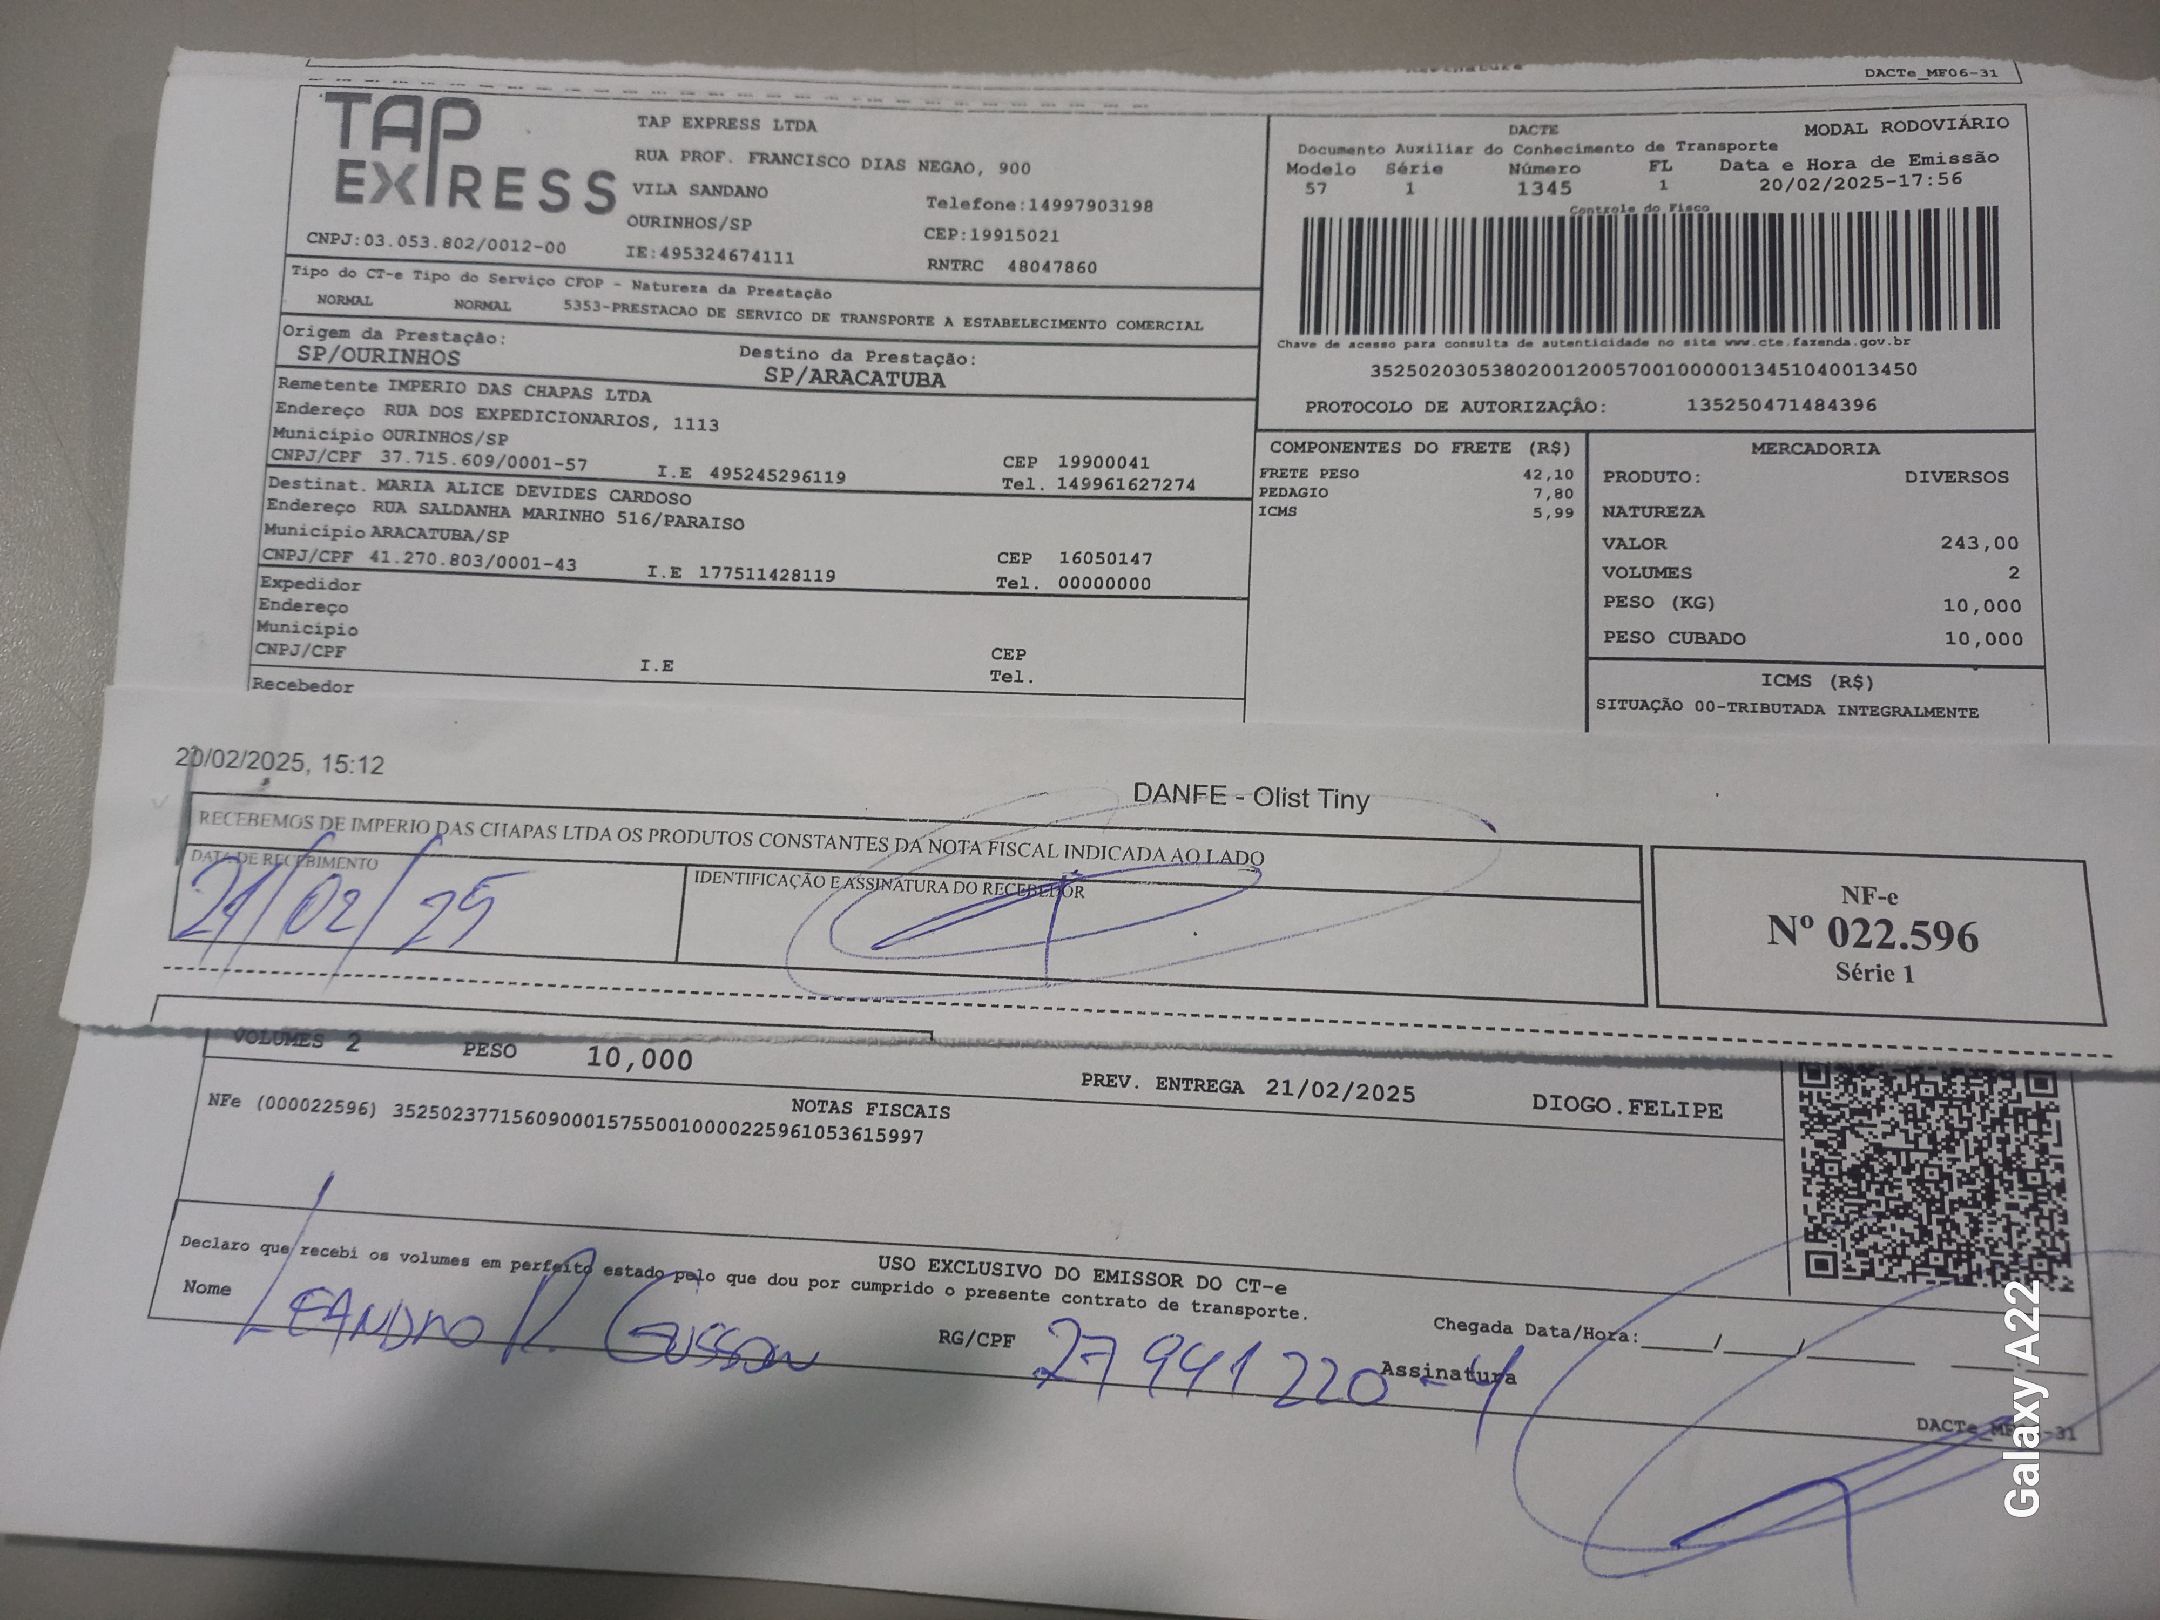 DACTe_MF06-31
TAP EXPRESS
TAP EXPRESS LTDA
RUA PROF. FRANCISCO DIAS NEGAO, 900
VILA SANDANO
Telefone:14997903198
OURINHOS/SP
CEP:19915021
CNPJ:03.053.802/0012-00
IE:495324674111
RNTRC 48047860
DACTE
MODAL RODOVIÁRIO
Documento Auxiliar do Conhecimento de Transporte
Modelo Série Número FL Data e Hora de Emissão
57 1 1345 1 20/02/2025-17:56
Controle do Fisco
Chave de acesso para consulta de autenticidade no site www.cte.fazenda.gov.br
35250203053802001200570010000013451040013450
PROTOCOLO DE AUTORIZAÇÂO: 135250471484396
Tipo do CT-e Tipo do Serviço CFOP - Natureza da Prestação
NORMAL NORMAL 5353-PRESTACAO DE SERVICO DE TRANSPORTE A ESTABELECIMENTO COMERCIAL
Origem da Prestação:
SP/OURINHOS
Destino da Prestação:
SP/ARACATUBA
Remetente IMPERIO DAS CHAPAS LTDA
Endereço RUA DOS EXPEDICIONARIOS, 1113
Município OURINHOS/SP
CEP 19900041
CNPJ/CPF 37.715.609/0001-57 I.E 495245296119 Tel. 149961627274
Destinat. MARIA ALICE DEVIDES CARDOSO
Endereço RUA SALDANHA MARINHO 516/PARAISO
Município ARACATUBA/SP
CEP 16050147
CNPJ/CPF 41.270.803/0001-43 I.E 177511428119 Tel. 00000000
Expedidor
Endereço
Município
CEP
CNPJ/CPF I.E Tel.
Recebedor
COMPONENTES DO FRETE (R$)
FRETE PESO 42,10
PEDAGIO 7,80
ICMS 5,99
MERCADORIA
PRODUTO: DIVERSOS
NATUREZA
VALOR 243,00
VOLUMES 2
PESO (KG) 10,000
PESO CUBADO 10,000
ICMS (R$)
SITUAÇÃO 00-TRIBUTADA INTEGRALMENTE
20/02/2025, 15:12
DANFE - Olist Tiny
RECEBEMOS DE IMPERIO DAS CHAPAS LTDA OS PRODUTOS CONSTANTES DA NOTA FISCAL INDICADA AO LADO
DATA DE RECEBIMENTO
IDENTIFICAÇÃO E ASSINATURA DO RECEBEDOR
21/02/25
NF-e
Nº 022.596
Série 1
VOLUMES 2 PESO 10,000
PREV. ENTREGA 21/02/2025
DIOGO.FELIPE
NOTAS FISCAIS
NFe (000022596) 35250237715609000157550010000225961053615997
USO EXCLUSIVO DO EMISSOR DO CT-e
Declaro que recebi os volumes em perfeito estado pelo que dou por cumprido o presente contrato de transporte.
Nome LEANDRO R.
RG/CPF 27941220-4
Chegada Data/Hora:____/____/____
Assinatura
Galaxy A22